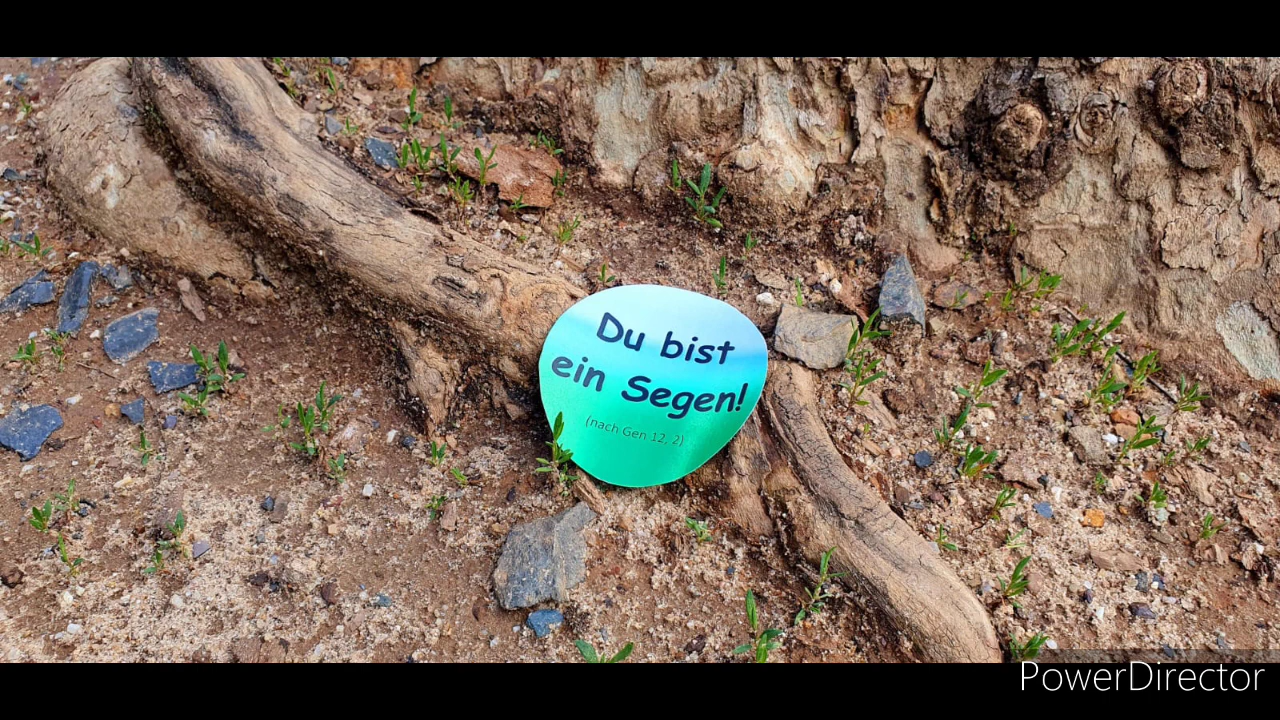 Du bist
ein Segen!
(nach Gen 12, 2)
PowerDirector